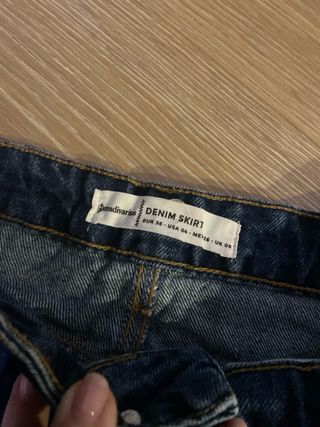 stradivarius
DENIM SKIRT
EUR 36 - USA 04 - MEX 26 - UK 08